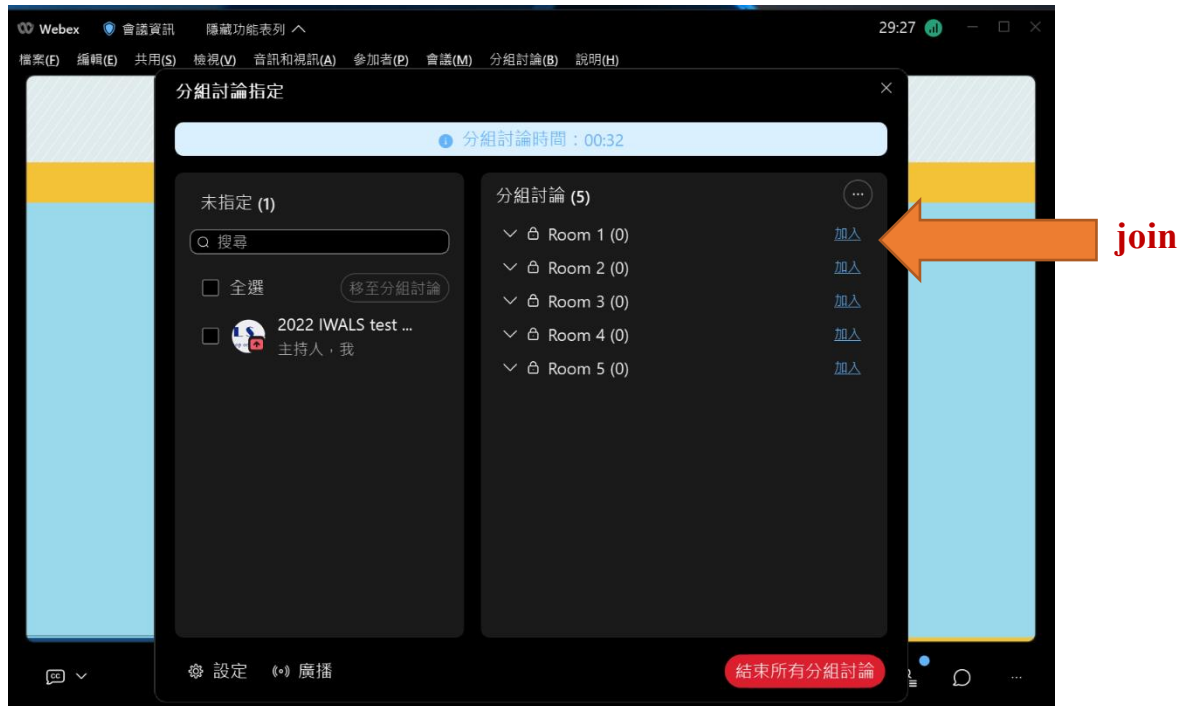 Webex 會議資訊 隱藏功能表列 29:27
檔案(F) 編輯(E) 共用(S) 檢視(V) 音訊和視訊(A) 參加者(P) 會議(M) 分組討論(B) 說明(H)
分組討論指定
分組討論時間：00:32
未指定 (1)
搜尋
全選 移至分組討論
2022 IWALS test ...
主持人，我
分組討論 (5)
Room 1 (0) 加入
Room 2 (0) 加入
Room 3 (0) 加入
Room 4 (0) 加入
Room 5 (0) 加入
join
設定 廣播 結束所有分組討論
CC